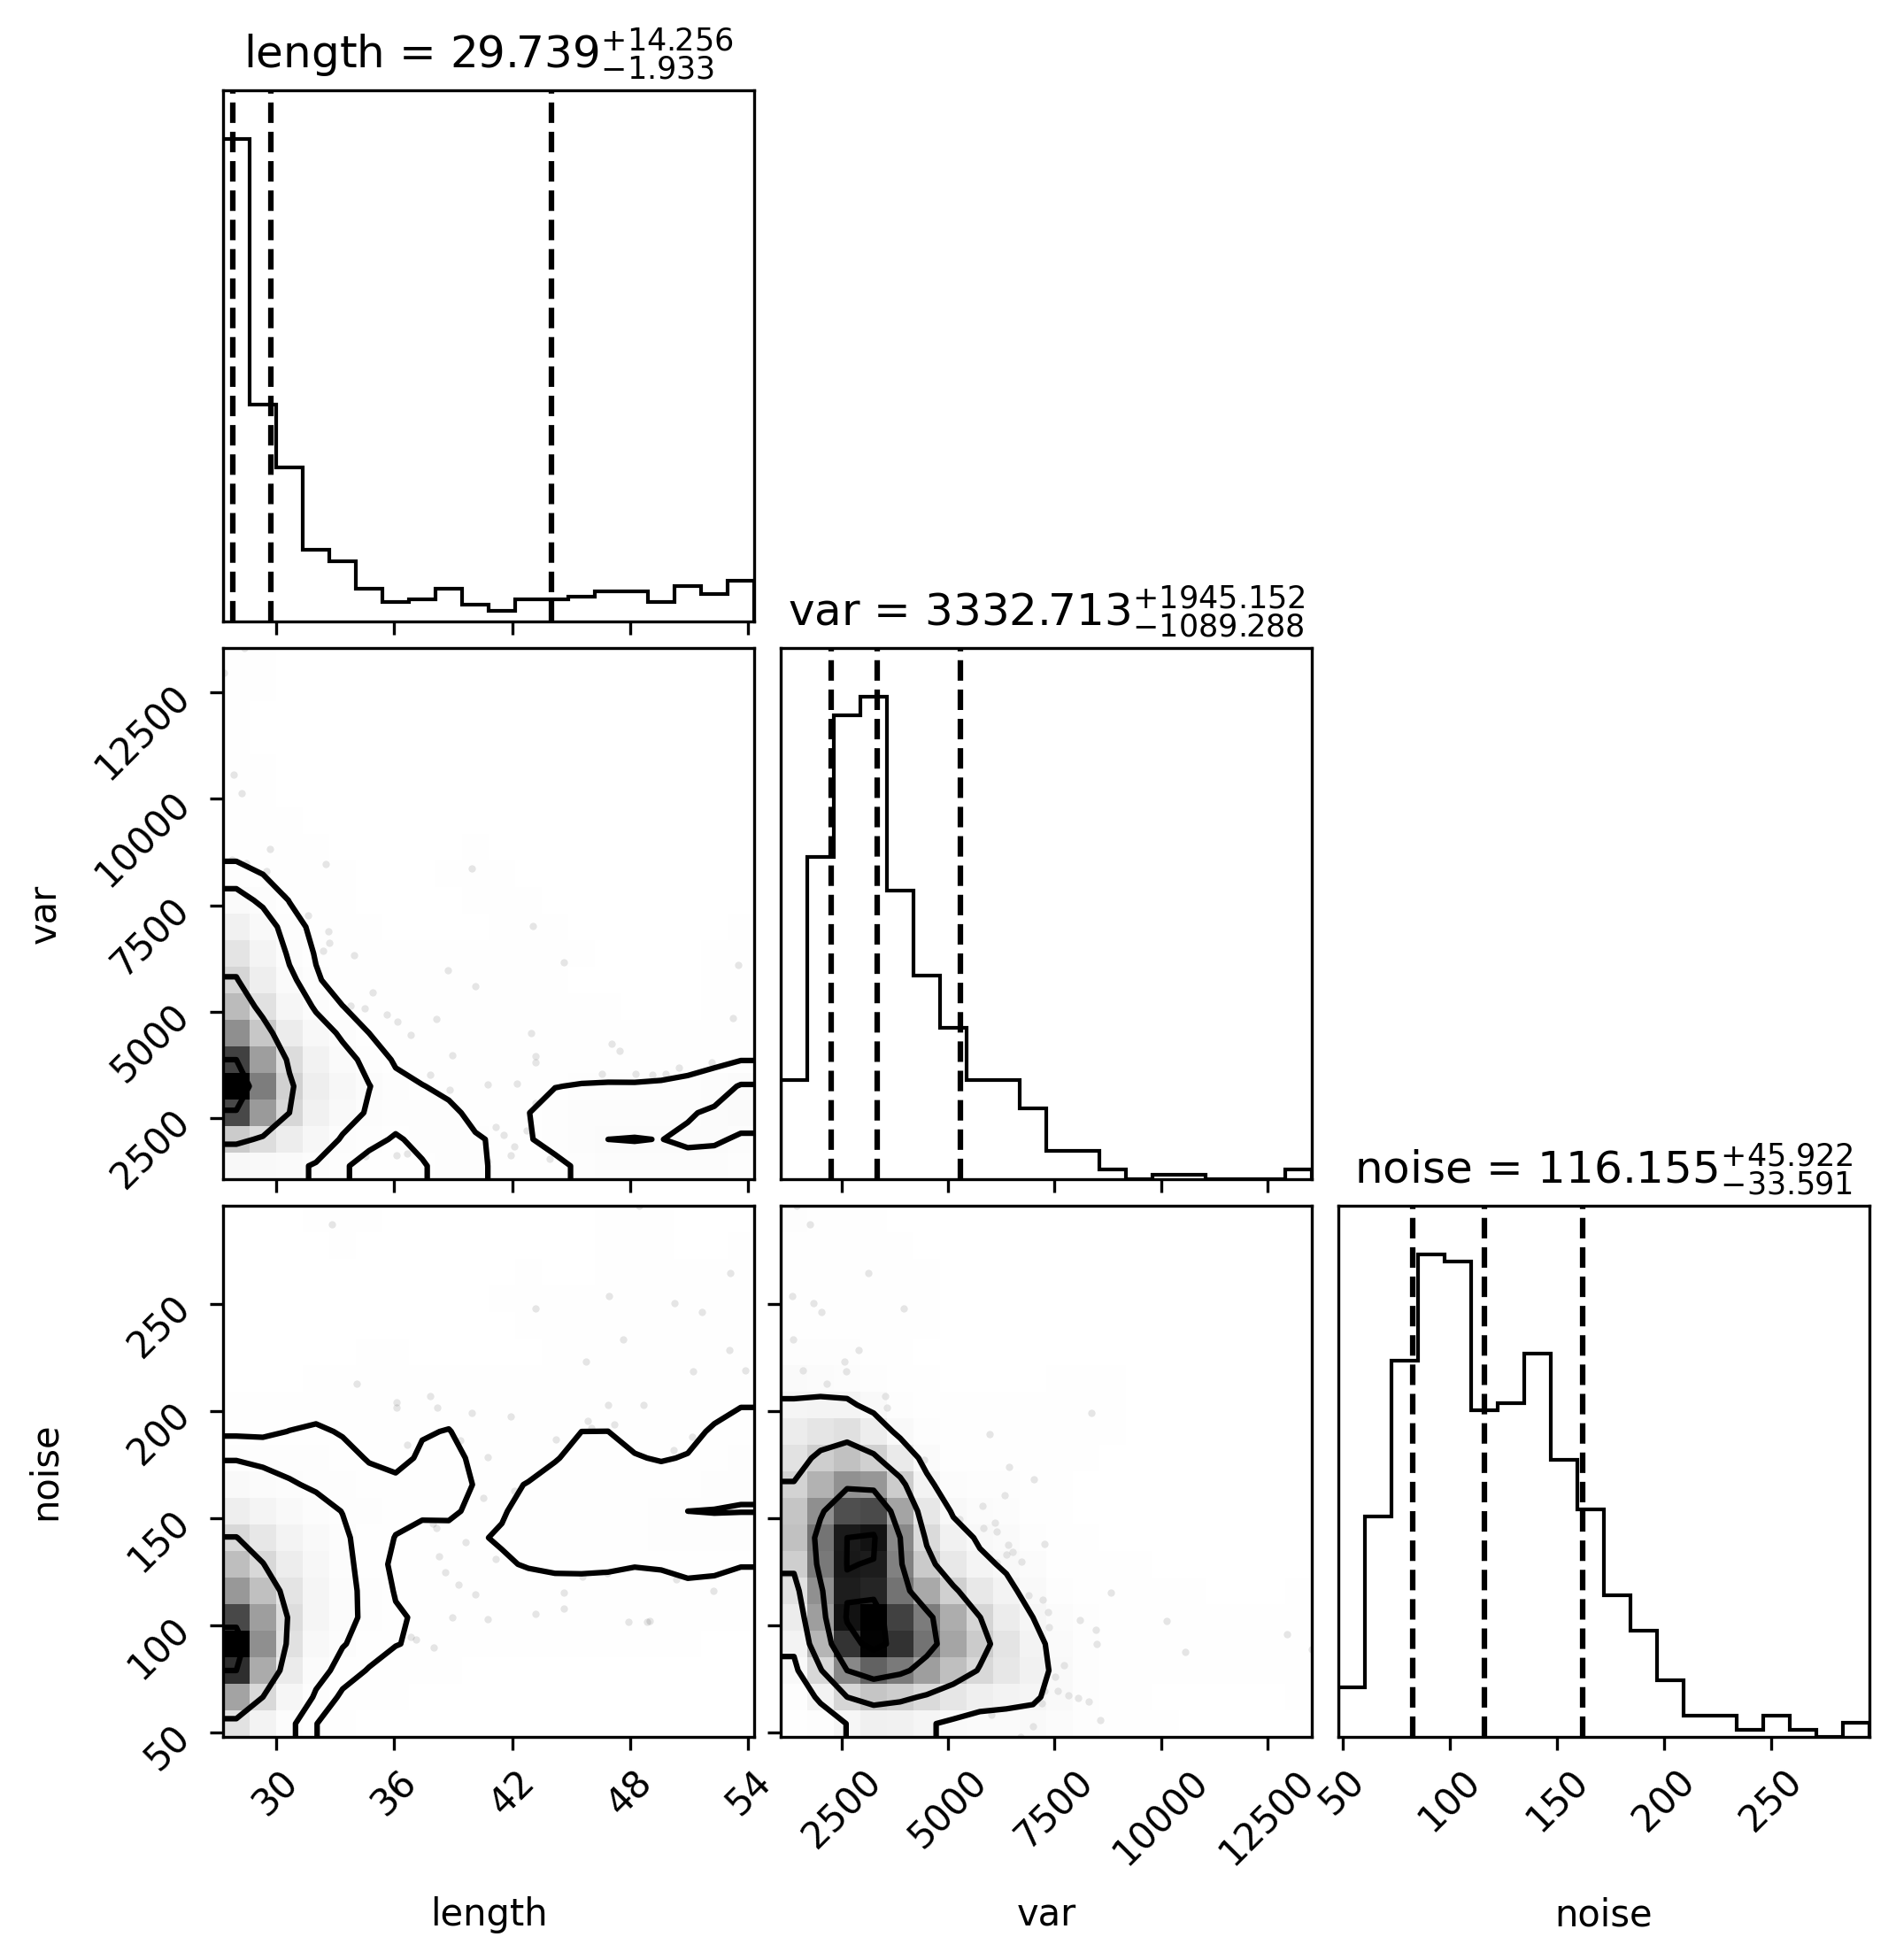 length = 29.739 +14.256 −1.933
var = 3332.713 +1945.152 −1089.288
12500
10000
7500
5000
2500
var
noise = 116.155 +45.922 −33.591
250
200
150
100
50
noise
30 36 42 48 54 2500 5000 7500 10000 12500 50 100 150 200 250
length var noise